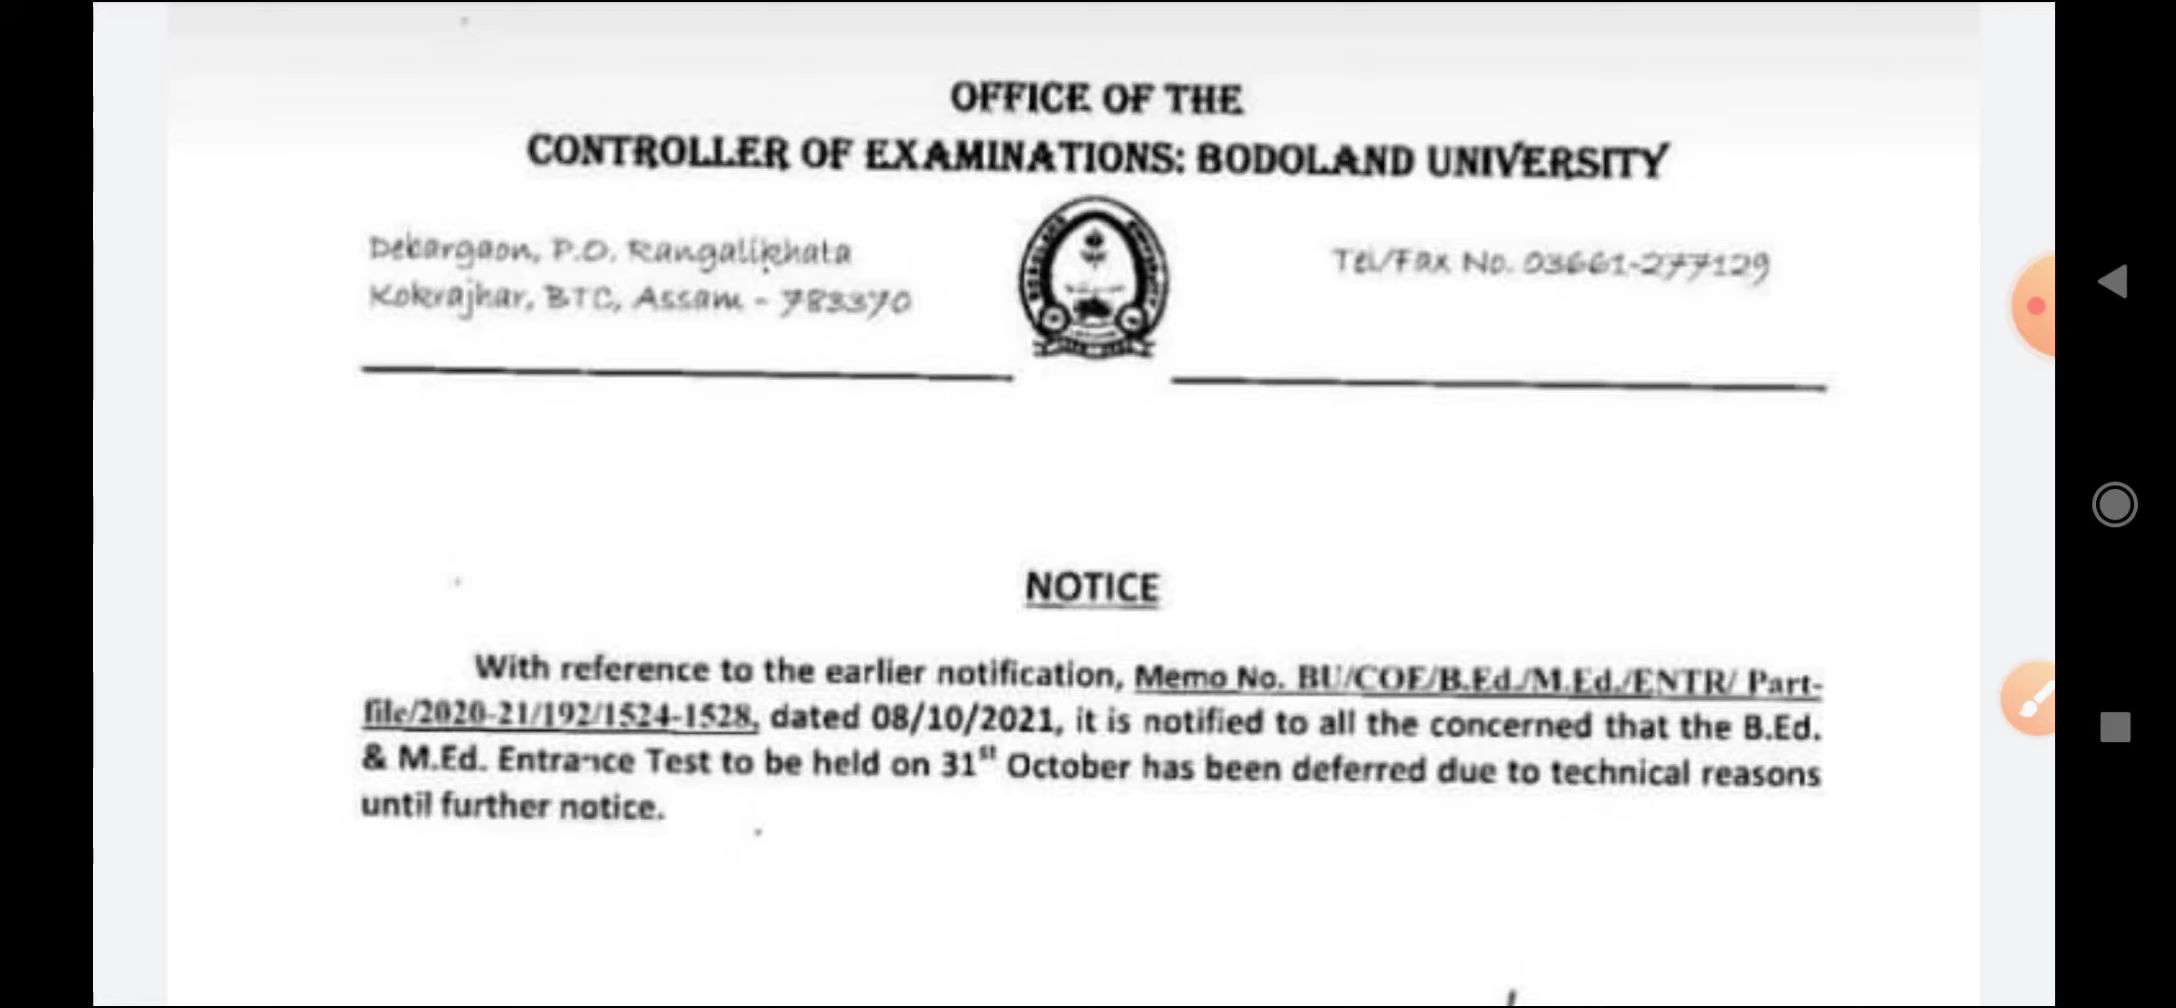 OFFICE OF THE
CONTROLLER OF EXAMINATIONS: BODOLAND UNIVERSITY
Debargaon, P.O. Rangalikhata
Kokrajhar, BTC, Assam - 783370
Tel/Fax No. 03661-277129
NOTICE
With reference to the earlier notification, Memo No. BU/COE/B.Ed./M.Ed./ENTR/ Part-
file/2020-21/192/1524-1528, dated 08/10/2021, it is notified to all the concerned that the B.Ed.
& M.Ed. Entrance Test to be held on 31st October has been deferred due to technical reasons
until further notice.